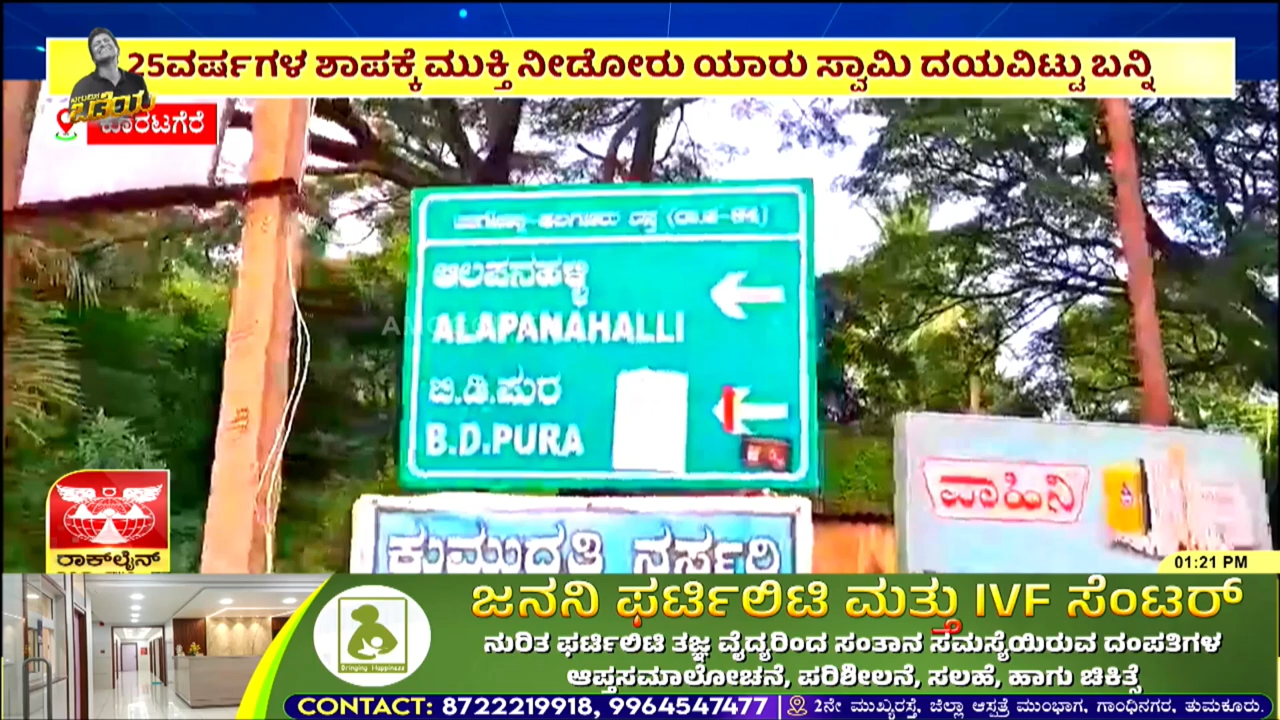 25ವರ್ಷಗಳ ಶಾಪಕ್ಕೆ ಮುಕ್ತಿ ನೀಡೋರು ಯಾರು ಸ್ವಾಮಿ ದಯವಿಟ್ಟು ಬನ್ನಿ
ಒಡೆಯ
ಆಲಪನಹಳ್ಳಿ
ALAPANAHALLI
ಬಿ.ಡಿ.ಪುರ
B.D.PURA
ಕುಮುದ್ವತಿ ನರ್ಸರಿ
ವಾಹಿನಿ
ರಾಕ್‌ಲೈನ್
01:21 PM
ಜನನಿ ಫರ್ಟಿಲಿಟಿ ಮತ್ತು IVF ಸೆಂಟರ್
ನುರಿತ ಫರ್ಟಿಲಿಟಿ ತಜ್ಞ ವೈದ್ಯರಿಂದ ಸಂತಾನ ಸಮಸ್ಯೆಯಿರುವ ದಂಪತಿಗಳ
ಆಪ್ತಸಮಾಲೋಚನೆ, ಪರಿಶೀಲನೆ, ಸಲಹೆ, ಹಾಗು ಚಿಕಿತ್ಸೆ
Bringing Happiness
CONTACT: 8722219918, 9964547477
2ನೇ ಮುಖ್ಯರಸ್ತೆ, ಜಿಲ್ಲಾ ಆಸ್ಪತ್ರೆ ಮುಂಭಾಗ, ಗಾಂಧಿನಗರ, ತುಮಕೂರು.